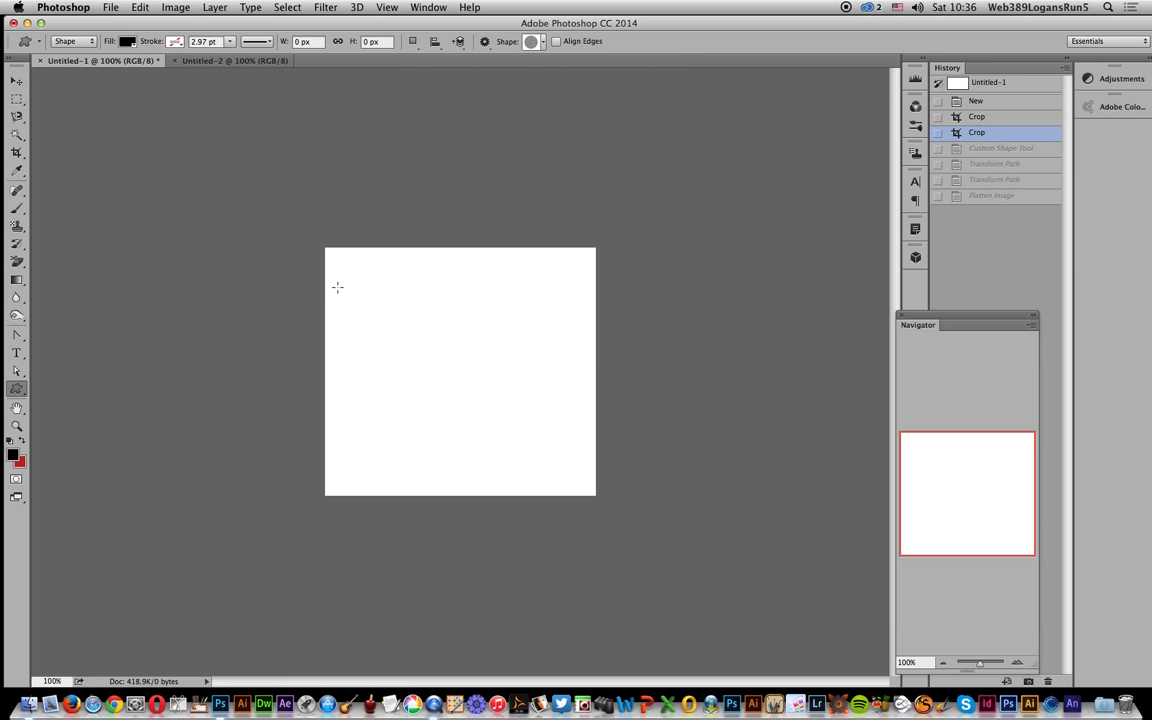 Photoshop File Edit Image Layer Type Select Filter 3D View Window Help 2 Sat 10:36 Web389LogansRun5
Adobe Photoshop CC 2014
Shape Fill: Stroke: 2.97 pt W: 0 px H: 0 px Shape: Align Edges Essentials
× Untitled-1 @ 100% (RGB/8) * × Untitled-2 @ 100% (RGB/8)
History
Untitled-1
New
Crop
Crop
Custom Shape Tool
Transform Path
Transform Path
Flatten Image
Adjustments
Adobe Colo...
Navigator
100%
100% Doc: 418.9K/0 bytes